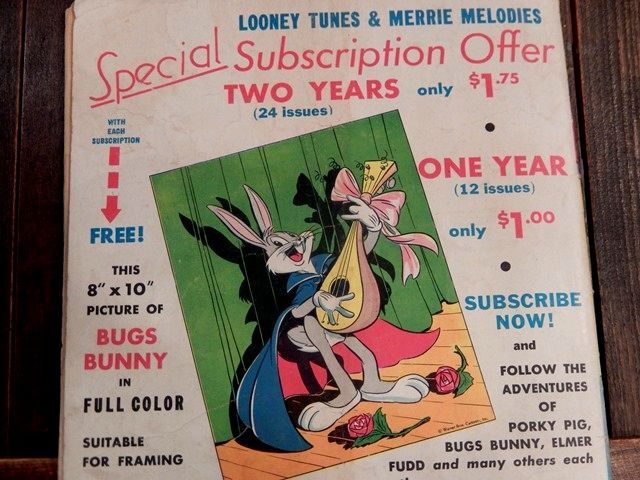 LOONEY TUNES & MERRIE MELODIES
Special Subscription Offer
TWO YEARS only $1.75
(24 issues)
WITH
EACH
SUBSCRIPTION
FREE!
ONE YEAR
(12 issues)
only $1.00
THIS
8" x 10"
PICTURE OF
BUGS
BUNNY
IN
FULL COLOR
SUITABLE
FOR FRAMING
SUBSCRIBE
NOW!
and
FOLLOW THE
ADVENTURES
OF
PORKY PIG,
BUGS BUNNY, ELMER
FUDD and many others each